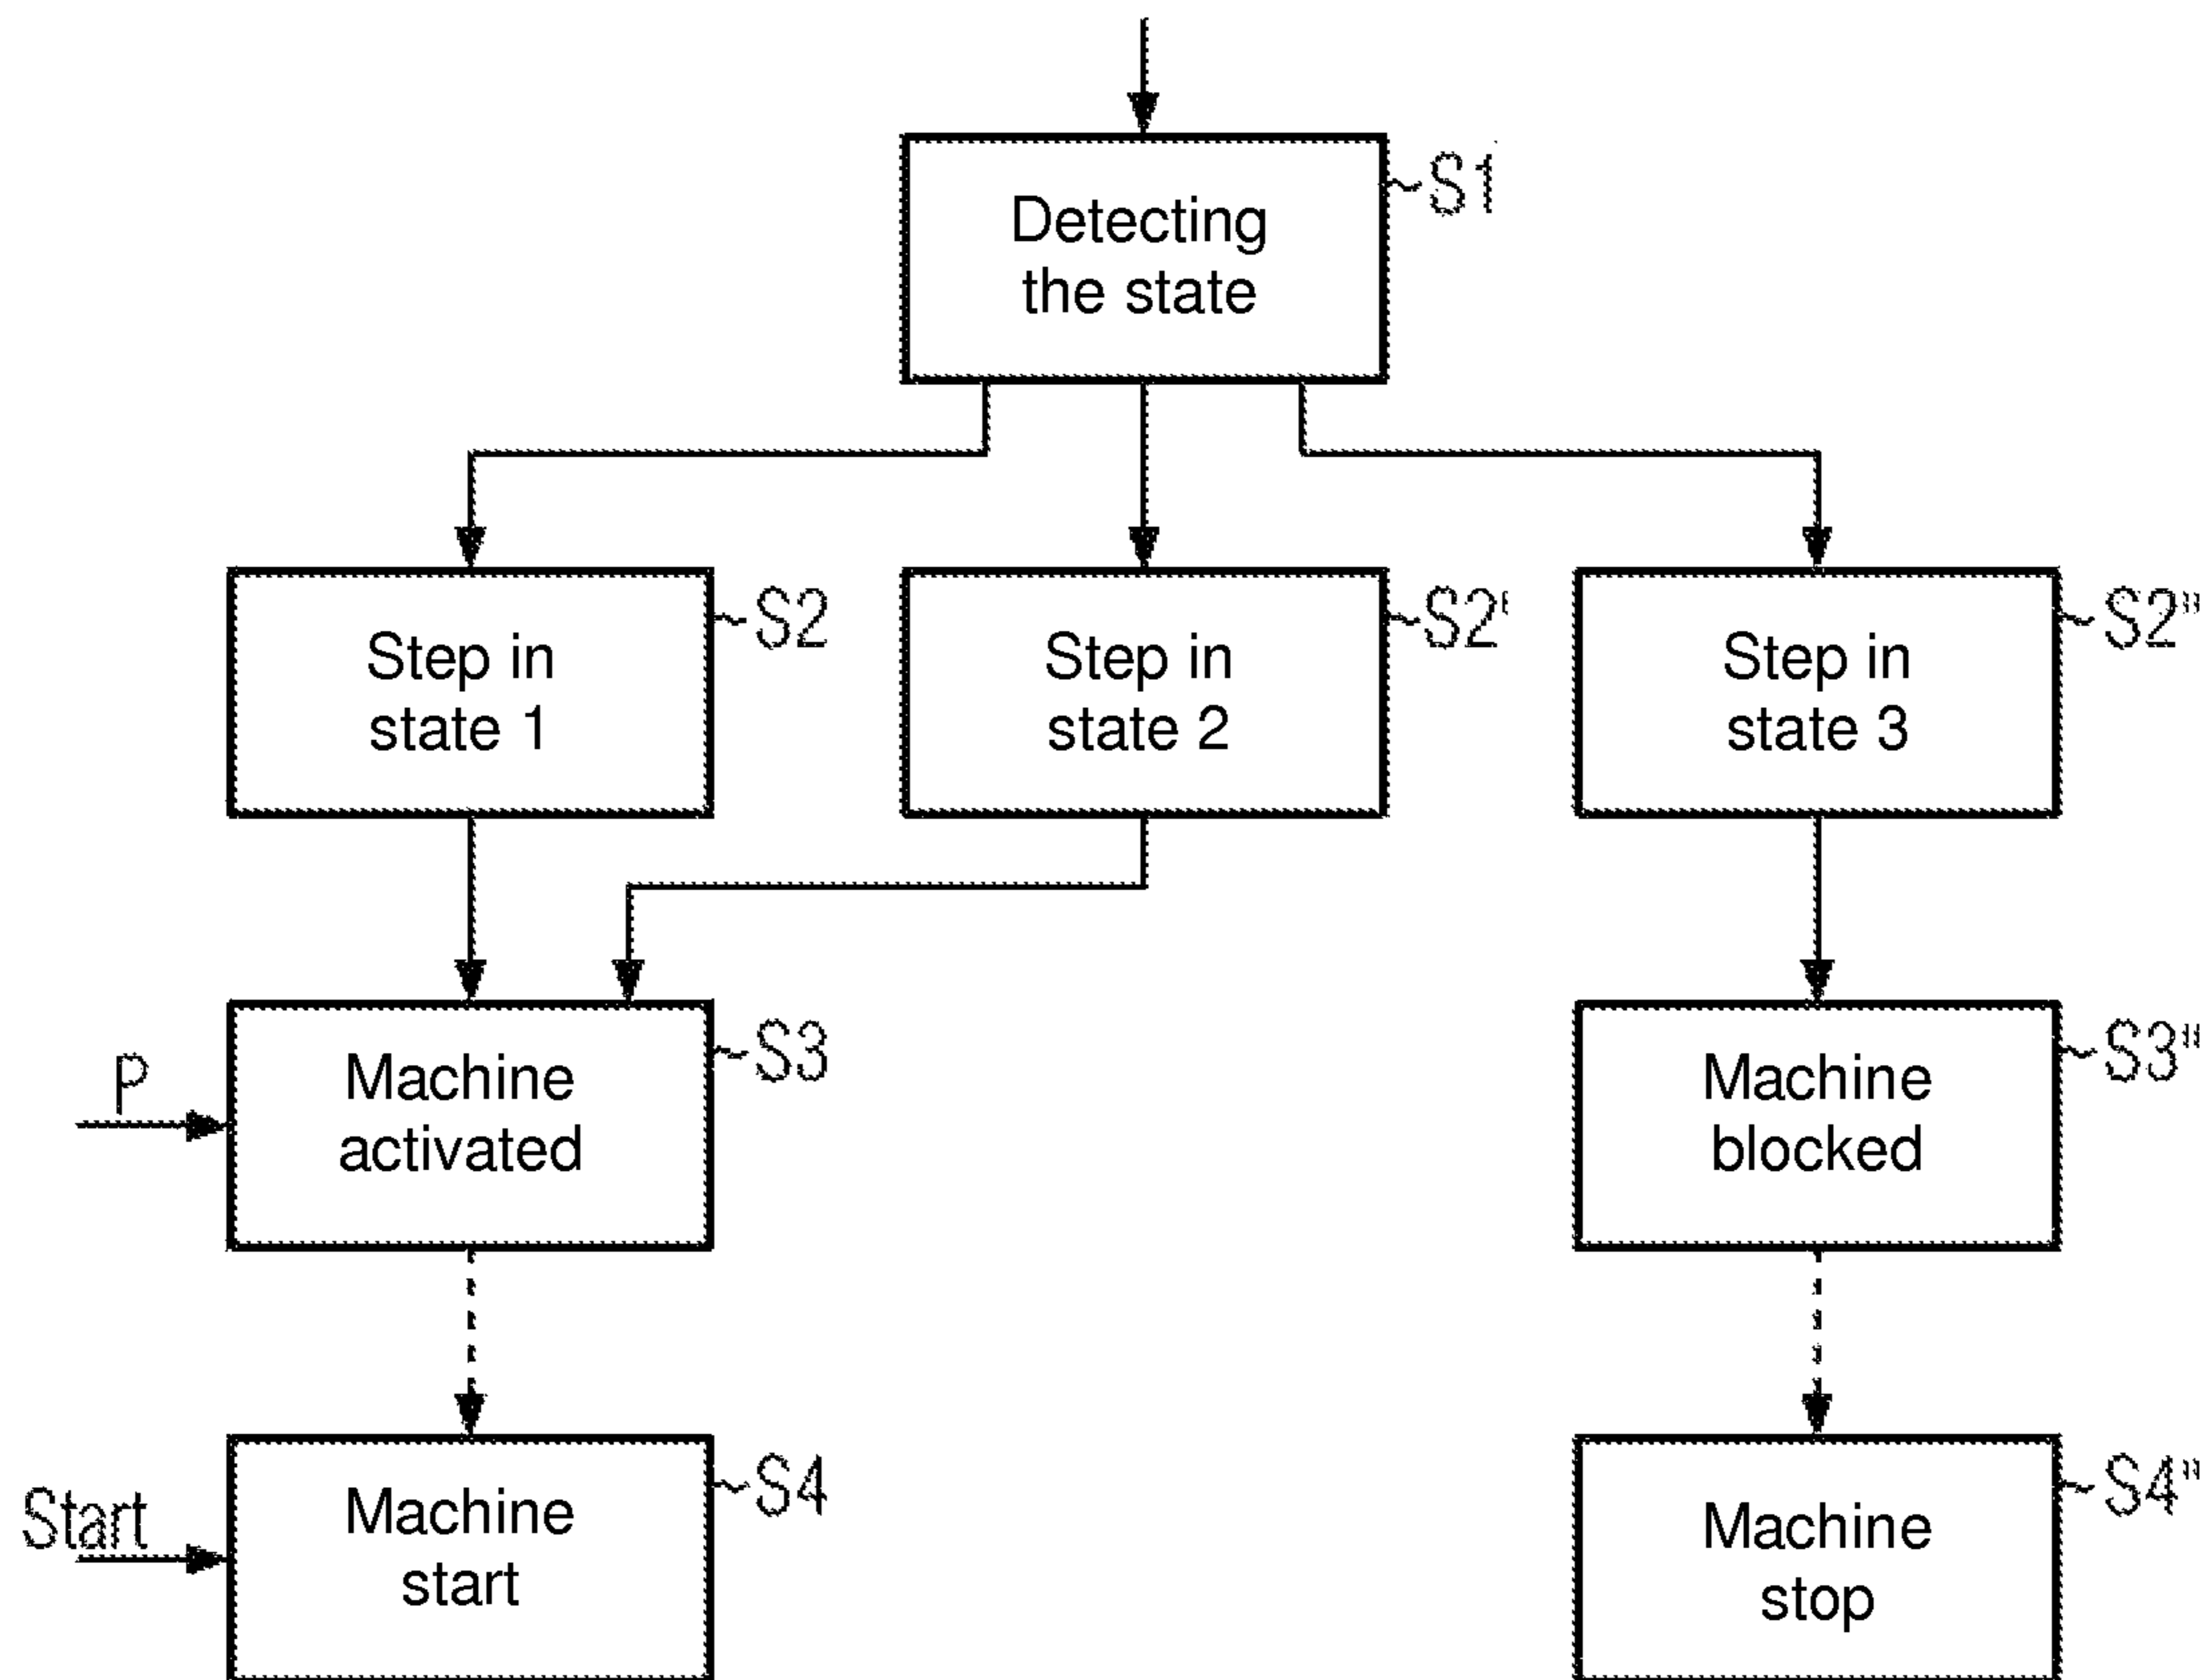 Detecting
the state
S1
Step in
state 1
S2
Step in
state 2
S2'
Step in
state 3
S2"
P
Machine
activated
S3
Machine
blocked
S3"
Start
Machine
start
S4
Machine
stop
S4"